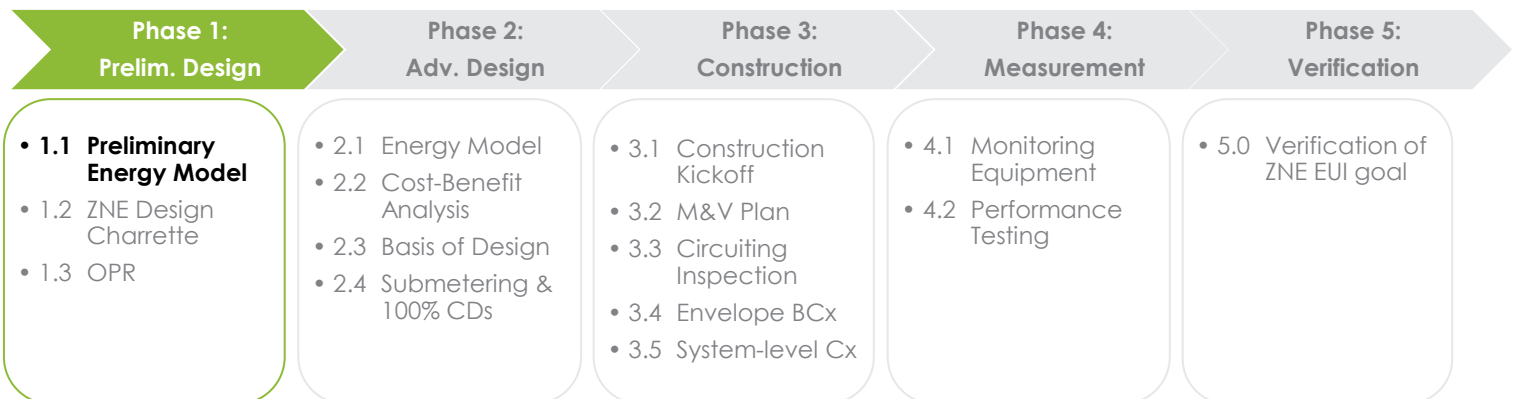 Phase 1:
Prelim. Design
Phase 2:
Adv. Design
Phase 3:
Construction
Phase 4:
Measurement
Phase 5:
Verification
• 1.1 Preliminary
Energy Model
• 1.2 ZNE Design
Charrette
• 1.3 OPR
• 2.1 Energy Model
• 2.2 Cost-Benefit
Analysis
• 2.3 Basis of Design
• 2.4 Submetering &
100% CDs
• 3.1 Construction
Kickoff
• 3.2 M&V Plan
• 3.3 Circuiting
Inspection
• 3.4 Envelope BCx
• 3.5 System-level Cx
• 4.1 Monitoring
Equipment
• 4.2 Performance
Testing
• 5.0 Verification of
ZNE EUI goal